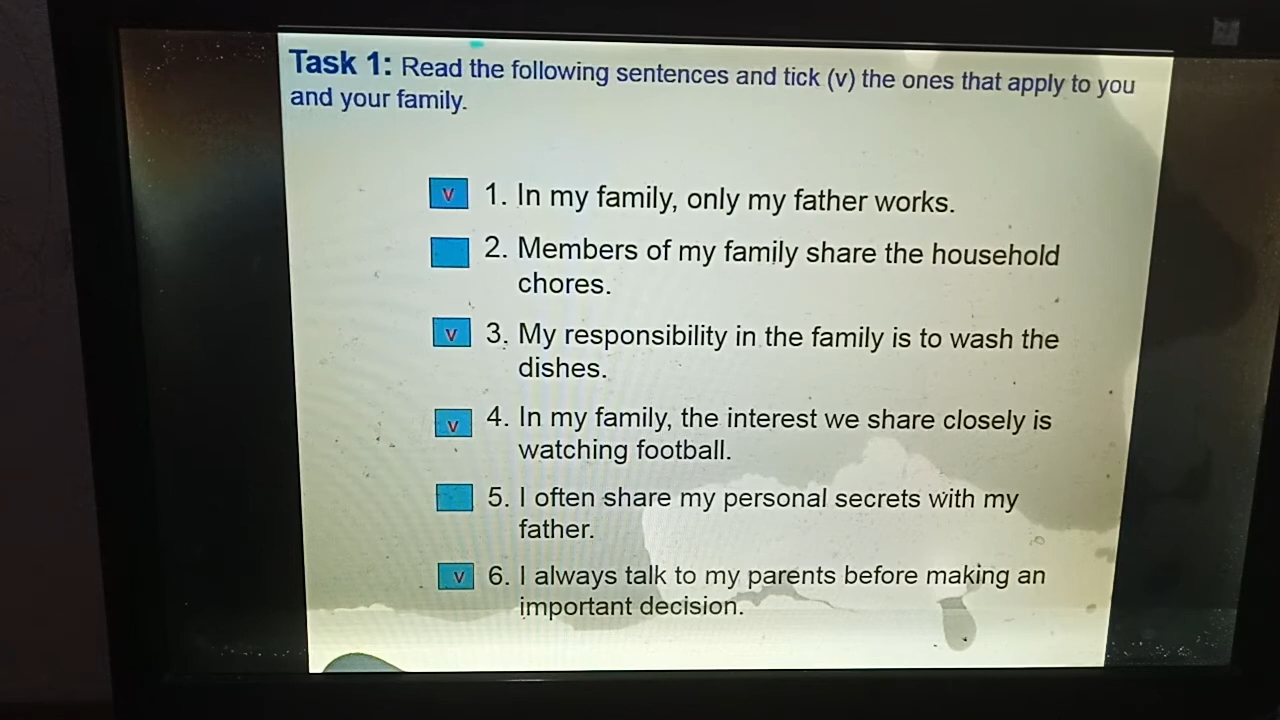 Task 1: Read the following sentences and tick (v) the ones that apply to you
and your family.
v 1. In my family, only my father works.
2. Members of my family share the household
chores.
v 3. My responsibility in the family is to wash the
dishes.
v 4. In my family, the interest we share closely is
watching football.
5. I often share my personal secrets with my
father.
v 6. I always talk to my parents before making an
important decision.